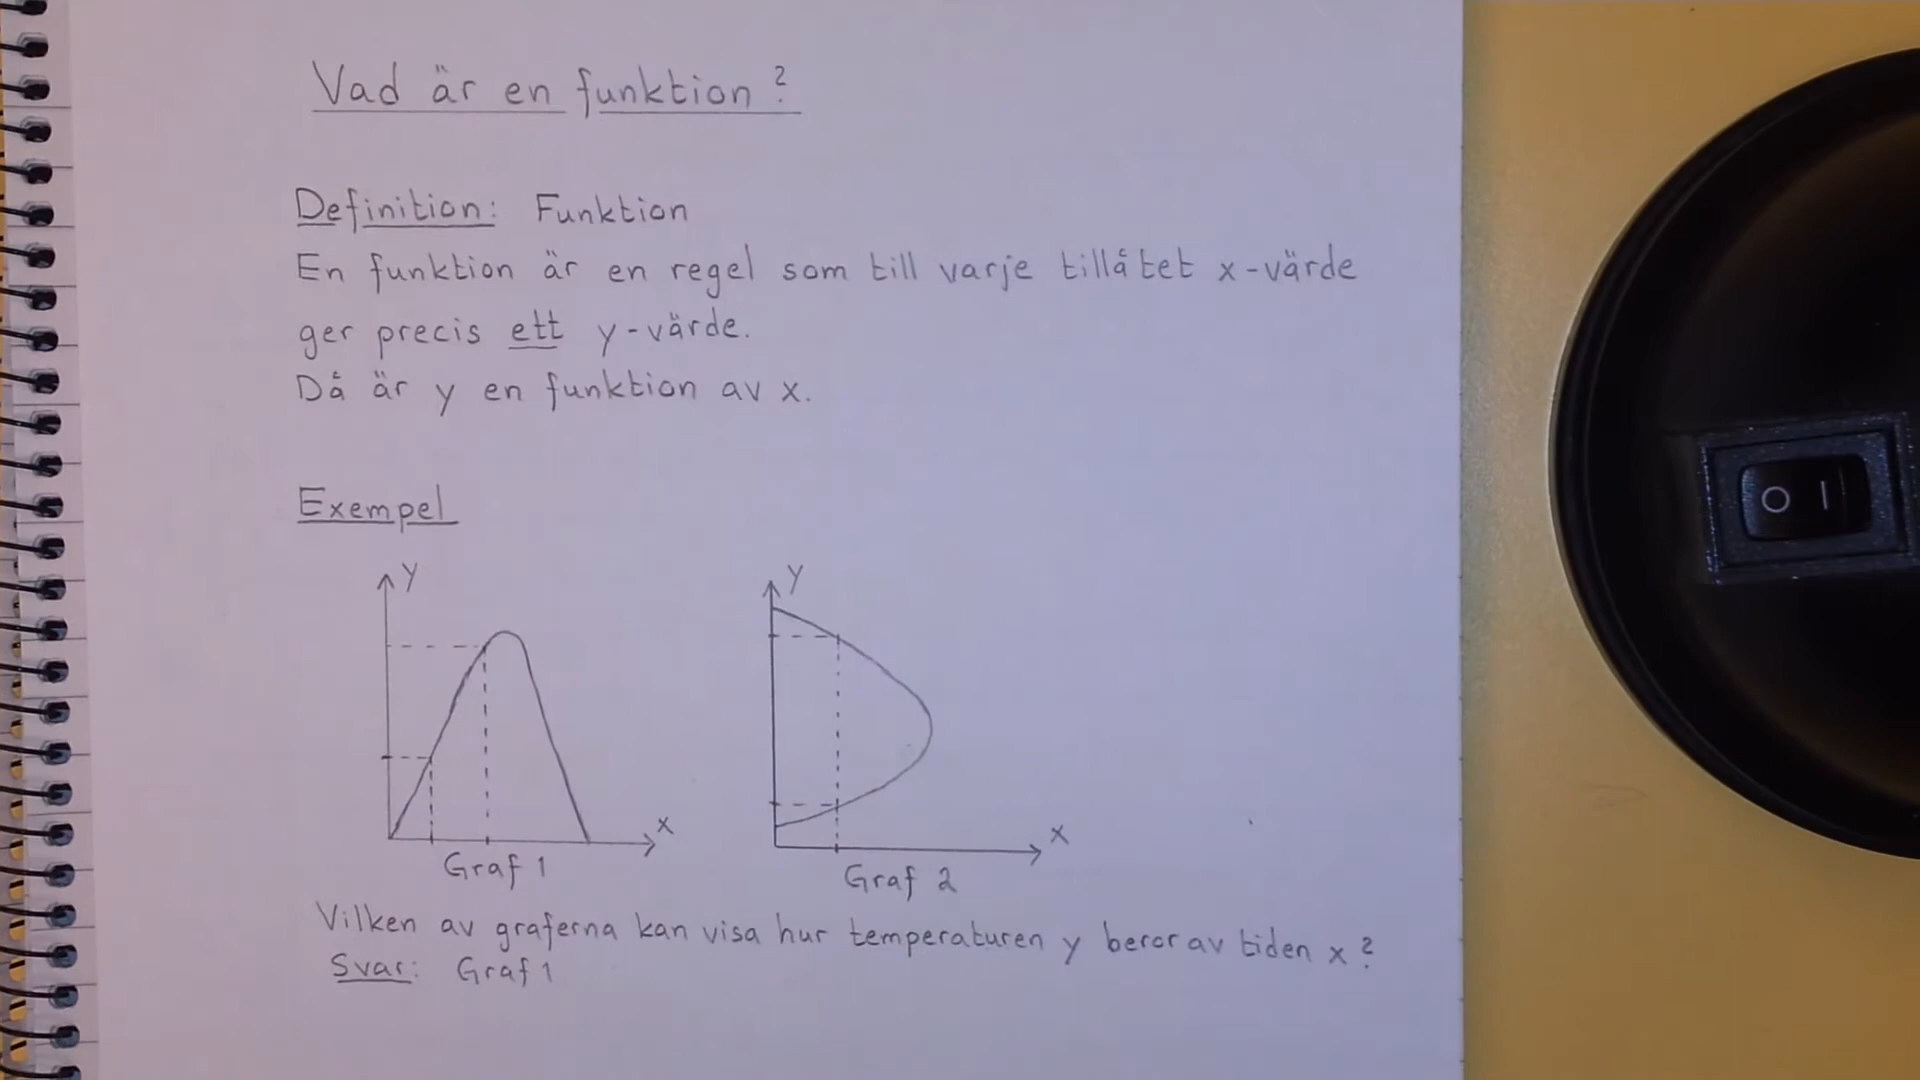 Vad är en funktion?
Definition: Funktion
En funktion är en regel som till varje tillåtet x-värde
ger precis ett y-värde.
Då är y en funktion av x.
Exempel
y
y
x
x
Graf 1
Graf 2
Vilken av graferna kan visa hur temperaturen y beror av tiden x?
Svar: Graf 1
O I